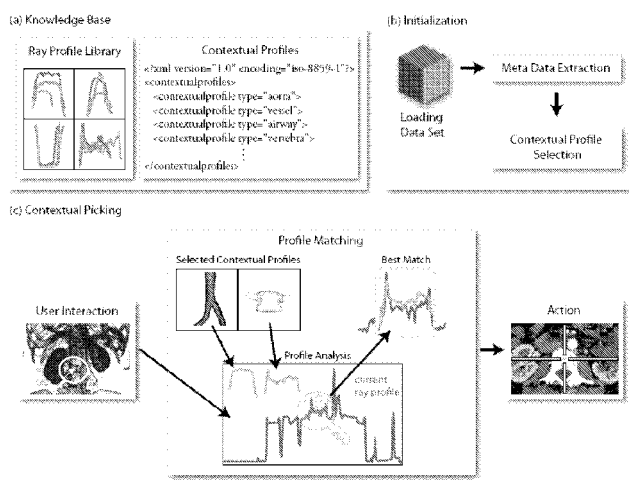 (a) Knowledge Base
Ray Profile Library
Contextual Profiles
<?xml version="1.0" encoding="iso-8859-1"?>
<contextualprofiles>
<contextualprofile type="aorta">
<contextualprofile type="vessel">
<contextualprofile type="airway">
<contextualprofile type="vertebra">
⋮
</contextualprofiles>
(b) Initialization
Loading
Data Set
Meta Data Extraction
Contextual Profile
Selection
(c) Contextual Picking
User Interaction
Profile Matching
Selected Contextual Profiles
Best Match
Profile Analysis
current
ray profile
Action